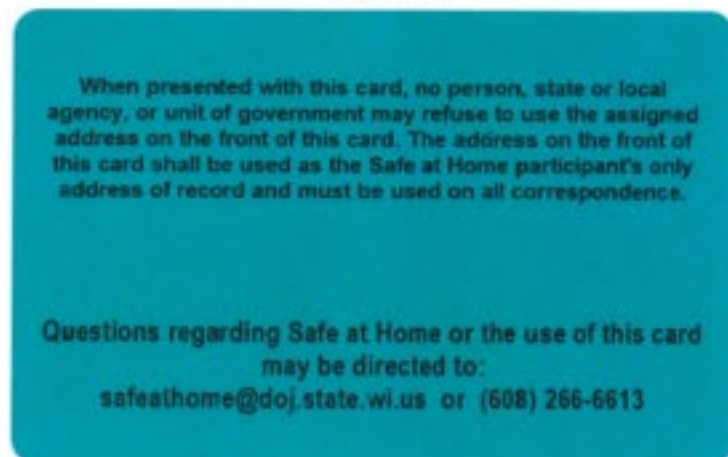 When presented with this card, no person, state or local
agency, or unit of government may refuse to use the assigned
address on the front of this card. The address on the front of
this card shall be used as the Safe at Home participant's only
address of record and must be used on all correspondence.
Questions regarding Safe at Home or the use of this card
may be directed to:
safeathome@doj.state.wi.us or (608) 266-6613